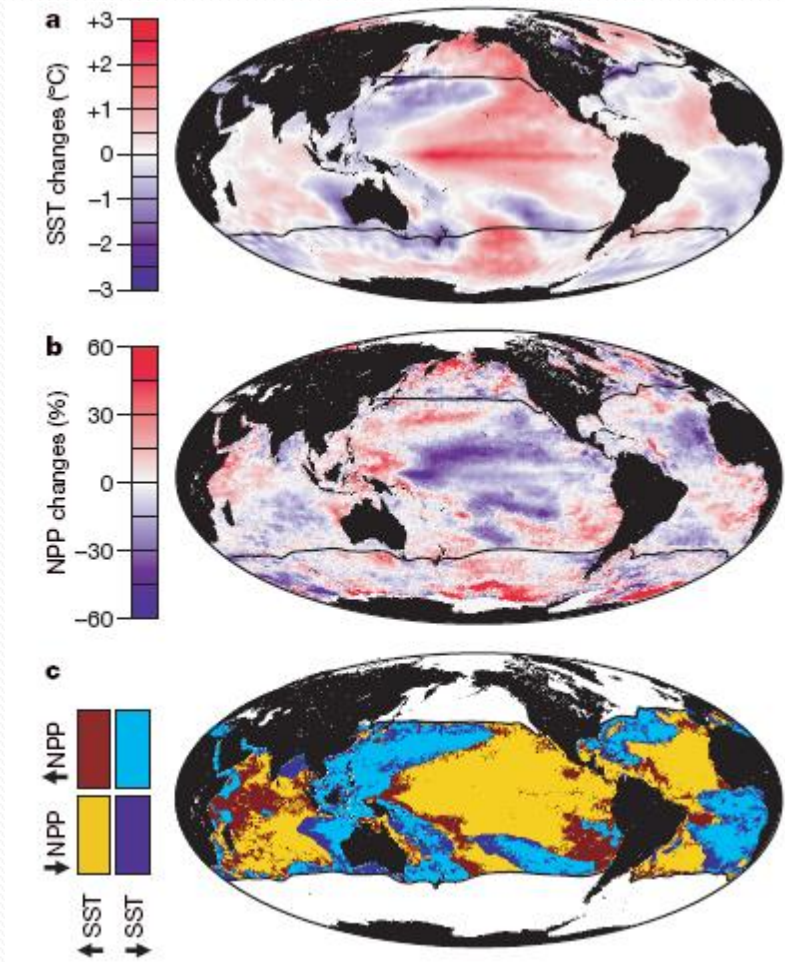 a
+3
+2
+1
0
−1
−2
−3
SST changes (°C)
b
60
30
0
−30
−60
NPP changes (%)
c
↑NPP
↓NPP
↑SST
↓SST